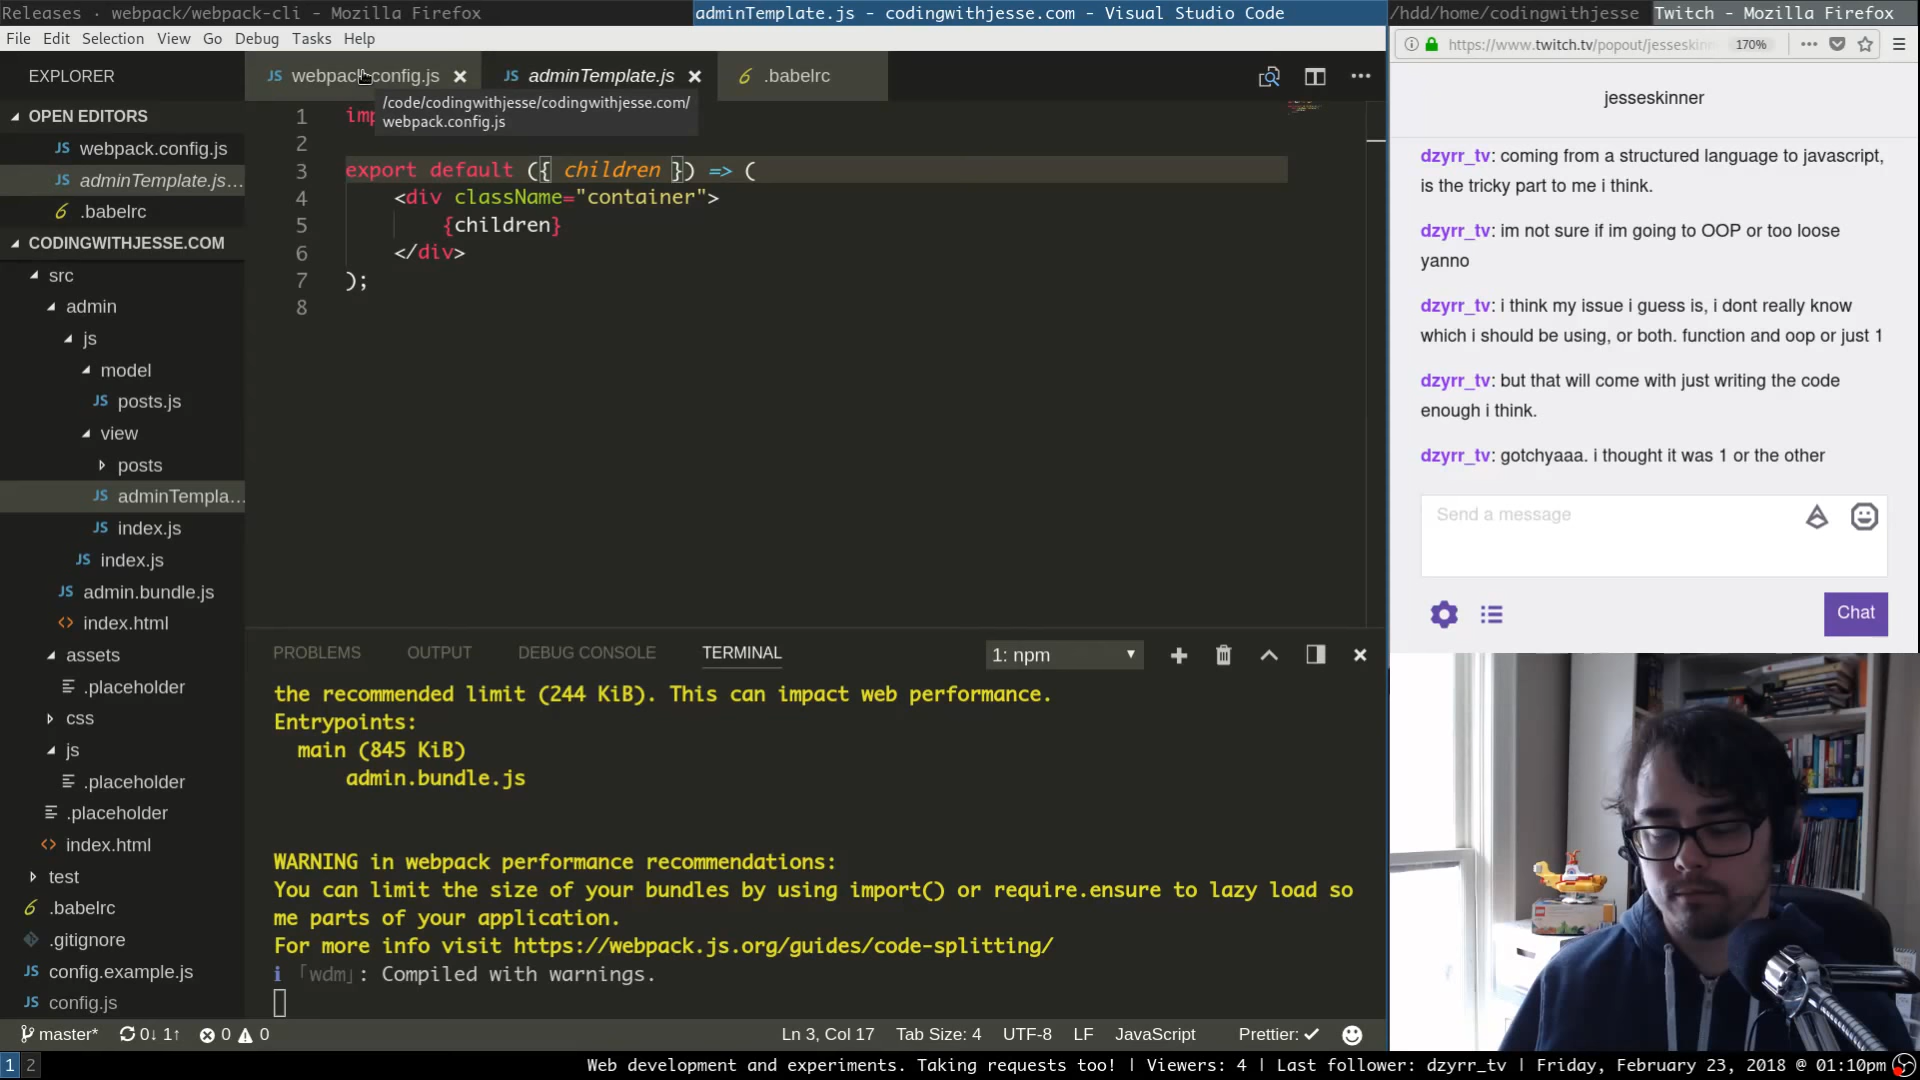 Releases · webpack/webpack-cli - Mozilla Firefox
adminTemplate.js - codingwithjesse.com - Visual Studio Code
/hdd/home/codingwithjesse
Twitch - Mozilla Firefox
File Edit Selection View Go Debug Tasks Help
https://www.twitch.tv/popout/jesseskinn
170%
EXPLORER
webpack.config.js
adminTemplate.js
.babelrc
/code/codingwithjesse/codingwithjesse.com/
webpack.config.js
OPEN EDITORS
webpack.config.js
adminTemplate.js...
.babelrc
CODINGWITHJESSE.COM
src
admin
js
model
posts.js
view
posts
adminTempla...
index.js
index.js
admin.bundle.js
index.html
assets
.placeholder
css
js
.placeholder
.placeholder
index.html
test
.babelrc
.gitignore
config.example.js
config.js
1 imp
2
3 export default ({ children }) => (
4 <div className="container">
5 {children}
6 </div>
7 );
8
PROBLEMS OUTPUT DEBUG CONSOLE TERMINAL
1: npm
the recommended limit (244 KiB). This can impact web performance.
Entrypoints:
main (845 KiB)
admin.bundle.js
WARNING in webpack performance recommendations:
You can limit the size of your bundles by using import() or require.ensure to lazy load so
me parts of your application.
For more info visit https://webpack.js.org/guides/code-splitting/
i ｢wdm｣: Compiled with warnings.
jesseskinner
dzyrr_tv: coming from a structured language to javascript,
is the tricky part to me i think.
dzyrr_tv: im not sure if im going to OOP or too loose
yanno
dzyrr_tv: i think my issue i guess is, i dont really know
which i should be using, or both. function and oop or just 1
dzyrr_tv: but that will come with just writing the code
enough i think.
dzyrr_tv: gotchyaaa. i thought it was 1 or the other
Send a message
Chat
master* 0↓ 1↑ 0 0
Ln 3, Col 17 Tab Size: 4 UTF-8 LF JavaScript Prettier: ✓
1 2
Web development and experiments. Taking requests too! | Viewers: 4 | Last follower: dzyrr_tv | Friday, February 23, 2018 @ 01:10pm